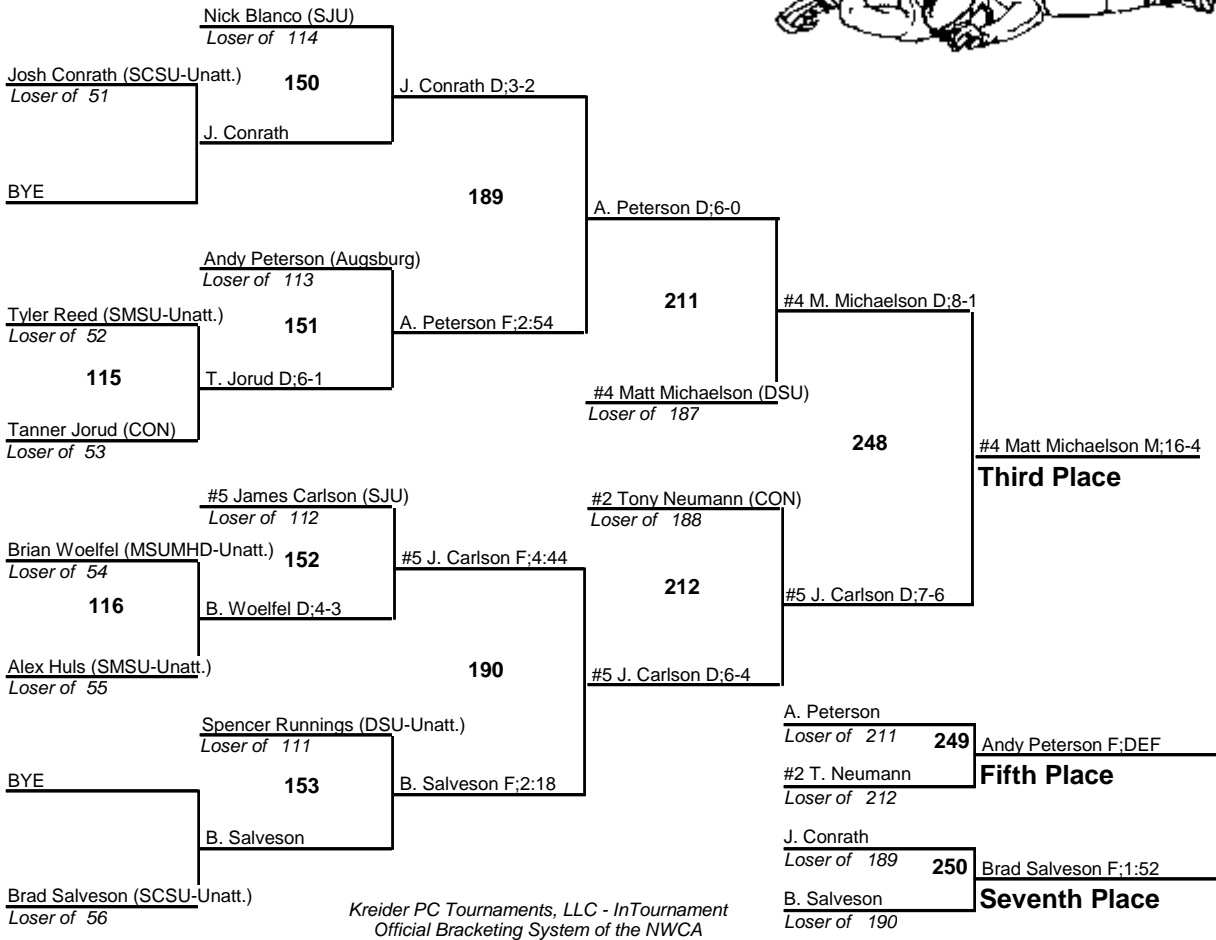 Nick Blanco (SJU)
Loser of 114
Josh Conrath (SCSU-Unatt.)
Loser of 51
150
J. Conrath D;3-2
J. Conrath
BYE
189
A. Peterson D;6-0
Andy Peterson (Augsburg)
Loser of 113
Tyler Reed (SMSU-Unatt.)
Loser of 52
151
A. Peterson F;2:54
211
#4 M. Michaelson D;8-1
115
T. Jorud D;6-1
#4 Matt Michaelson (DSU)
Loser of 187
Tanner Jorud (CON)
Loser of 53
248
#4 Matt Michaelson M;16-4
Third Place
#5 James Carlson (SJU)
Loser of 112
#2 Tony Neumann (CON)
Loser of 188
Brian Woelfel (MSUMHD-Unatt.)
Loser of 54
152
#5 J. Carlson F;4:44
212
#5 J. Carlson D;7-6
116
B. Woelfel D;4-3
Alex Huls (SMSU-Unatt.)
Loser of 55
190
#5 J. Carlson D;6-4
Spencer Runnings (DSU-Unatt.)
Loser of 111
A. Peterson
Loser of 211
249
Andy Peterson F;DEF
Fifth Place
#2 T. Neumann
Loser of 212
BYE
153
B. Salveson F;2:18
B. Salveson
J. Conrath
Loser of 189
250
Brad Salveson F;1:52
Seventh Place
B. Salveson
Loser of 190
Brad Salveson (SCSU-Unatt.)
Loser of 56
Kreider PC Tournaments, LLC - InTournament
Official Bracketing System of the NWCA